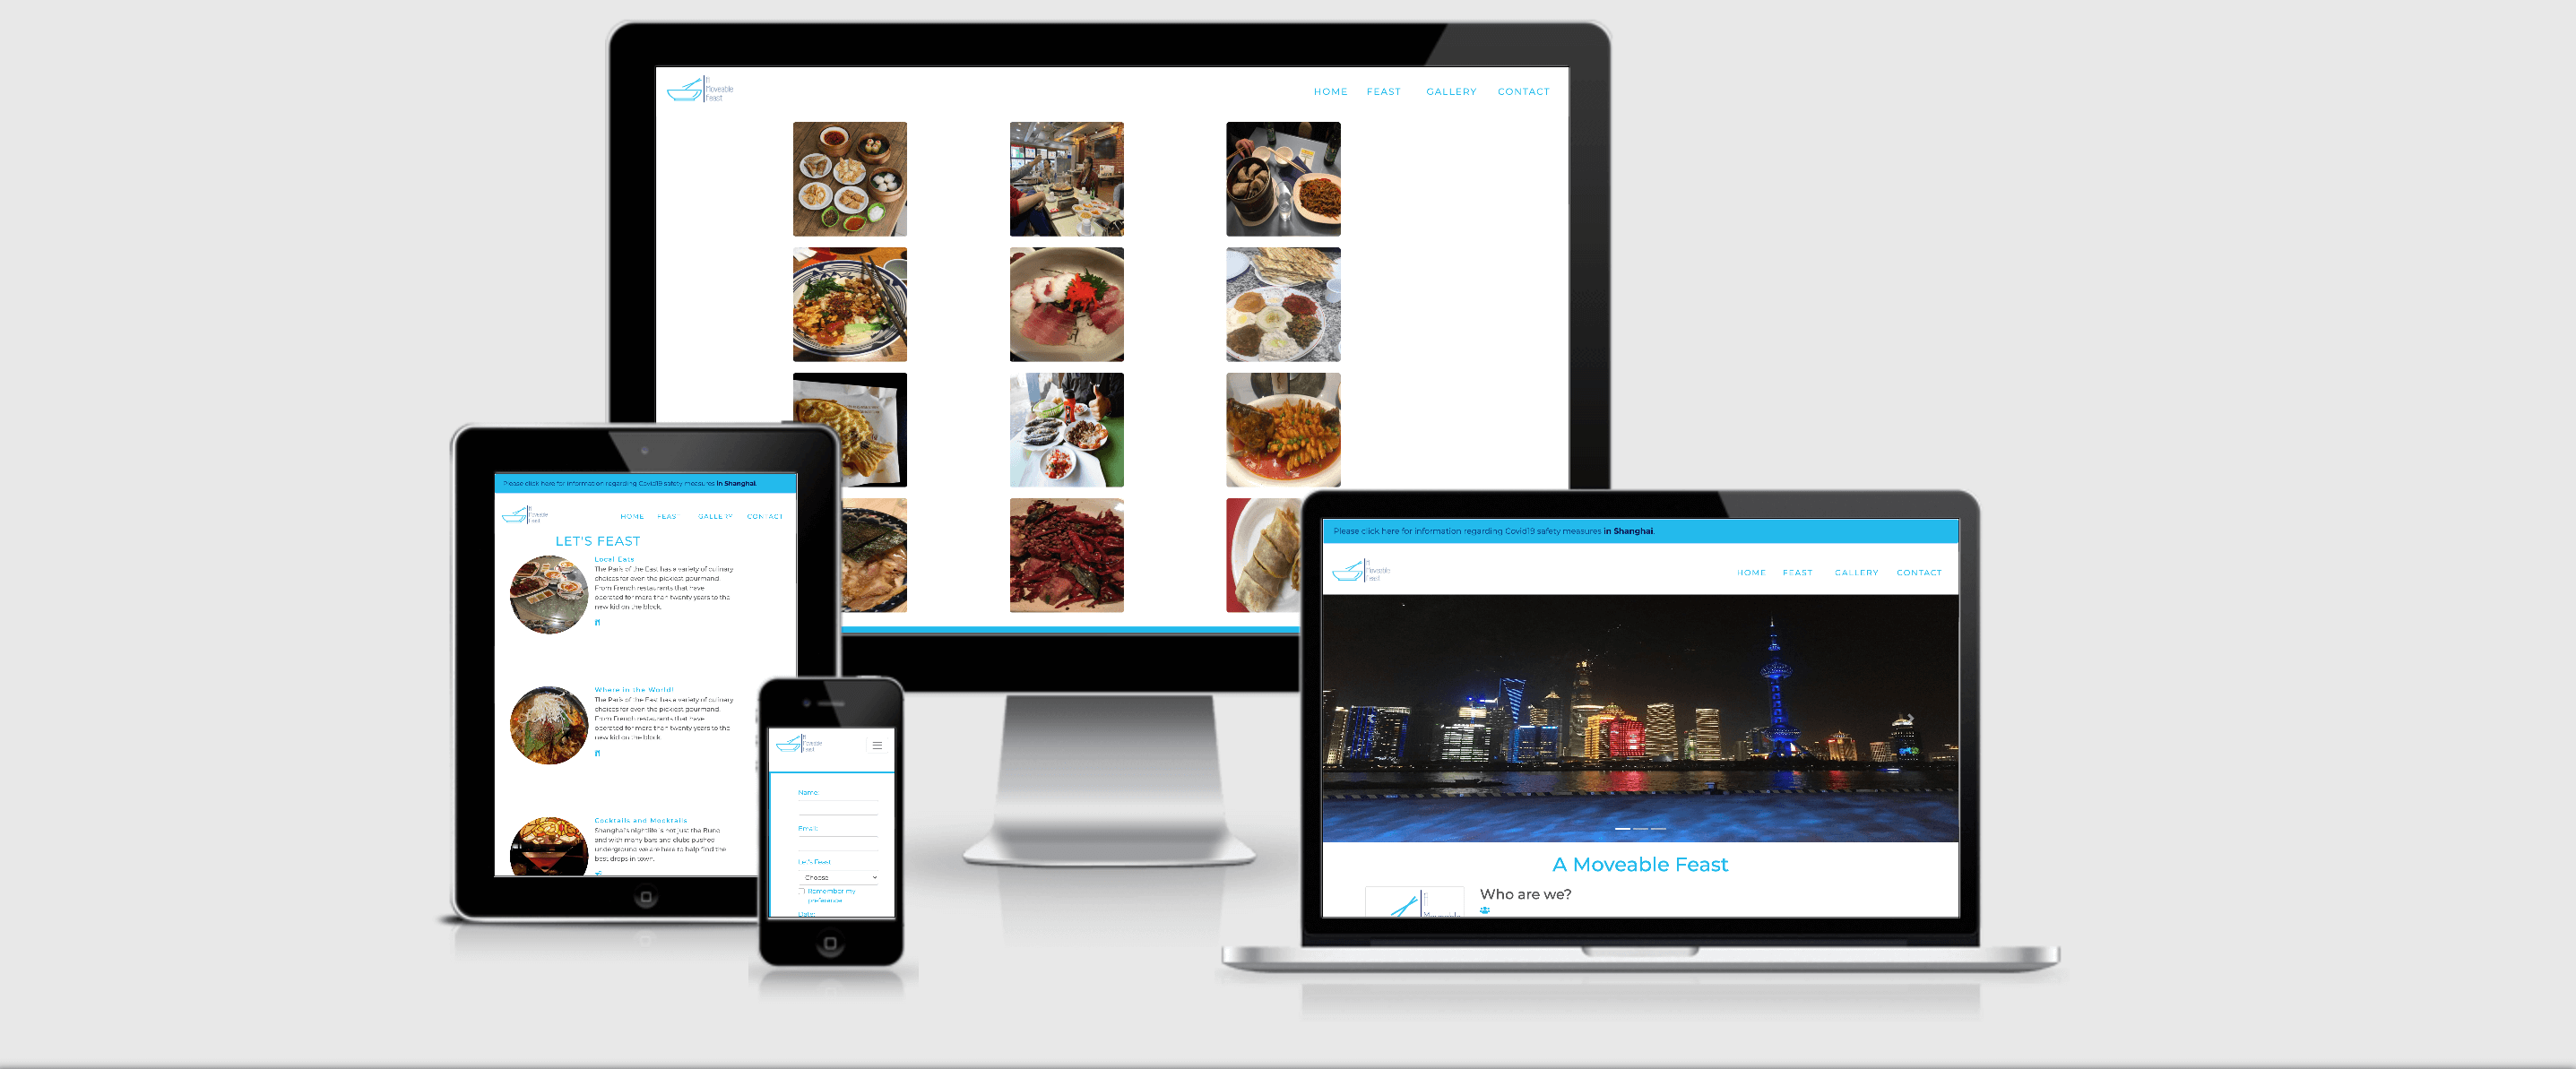 A
Moveable
Feast
HOME FEAST GALLERY CONTACT
Please click here for information regarding Covid19 safety measures in Shanghai.
A
Moveable
Feast
HOME FEAST GALLERY CONTACT
LET'S FEAST
Local Eats
The Paris of the East has a variety of culinary
choices for even the pickiest gourmand.
From French restaurants that have
operated for more than twenty years to the
new kid on the block.
Where in the World!
The Paris of the East has a variety of culinary
choices for even the pickiest gourmand.
From French restaurants that have
operated for more than twenty years to the
new kid on the block.
Cocktails and Mocktails
Shanghai's nightlife is not just the Bund
and with many bars and clubs pushed
underground we are here to help find the
best drops in town.
A
Moveable
Feast
Name:
Email:
Let's Feast
Choose
Remember my
preference
Date:
Please click here for information regarding Covid19 safety measures in Shanghai.
A
Moveable
Feast
HOME FEAST GALLERY CONTACT
A Moveable Feast
Who are we?